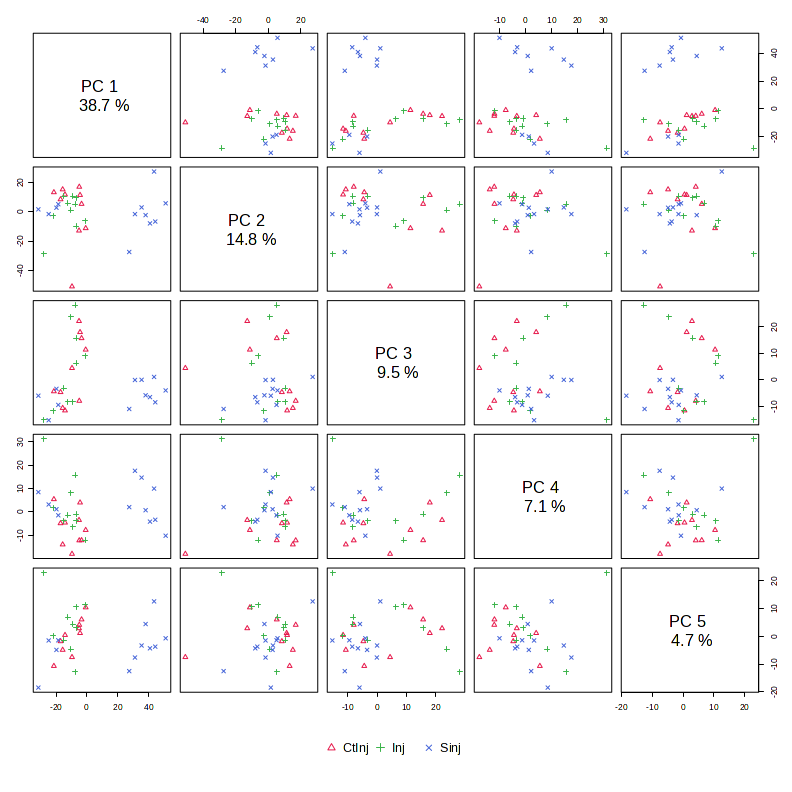 -40 -20 0 20
-10 0 10 20 30
PC 1
38.7 %
-20 0 20 40
-40 -20 0 20
PC 2
14.8 %
PC 3
9.5 %
-10 0 10 20
-10 0 10 20 30
PC 4
7.1 %
PC 5
4.7 %
-20 -10 0 10 20
-20 0 20 40
-10 0 10 20
-20 -10 0 10 20
CtInj Inj Sinj